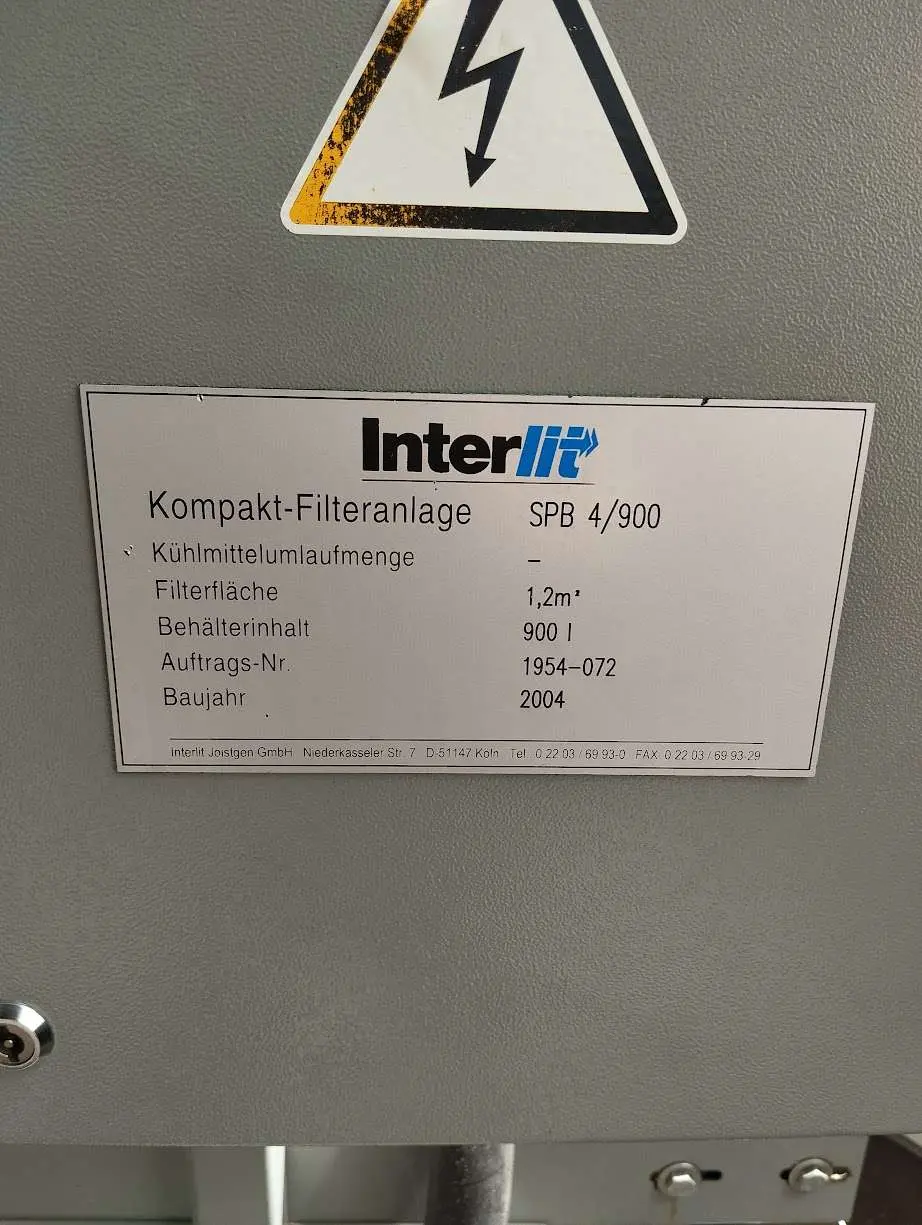 Interlit
Kompakt-Filteranlage SPB 4/900
Kühlmittelumlaufmenge –
Filterfläche 1,2m²
Behälterinhalt 900 l
Auftrags-Nr. 1954-072
Baujahr 2004
Interlit Joistgen GmbH Niederkasseler Str. 7 D-51147 Köln Tel. 0 22 03 / 69 93-0 FAX 0 22 03 / 69 93-29